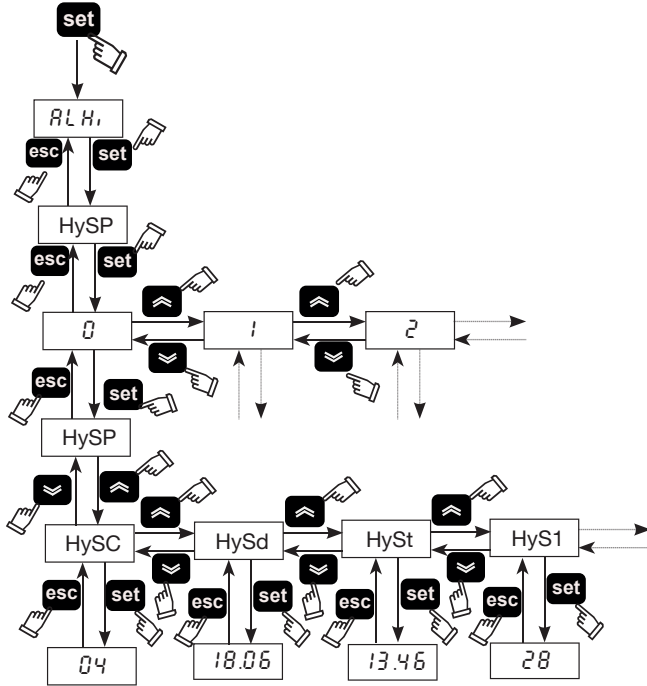 set
ALHi
esc set
HySP
esc set
0 1 2
esc set
HySP
HySC HySd HySt HyS1
esc set esc set esc set esc set
04 18.06 13.46 28